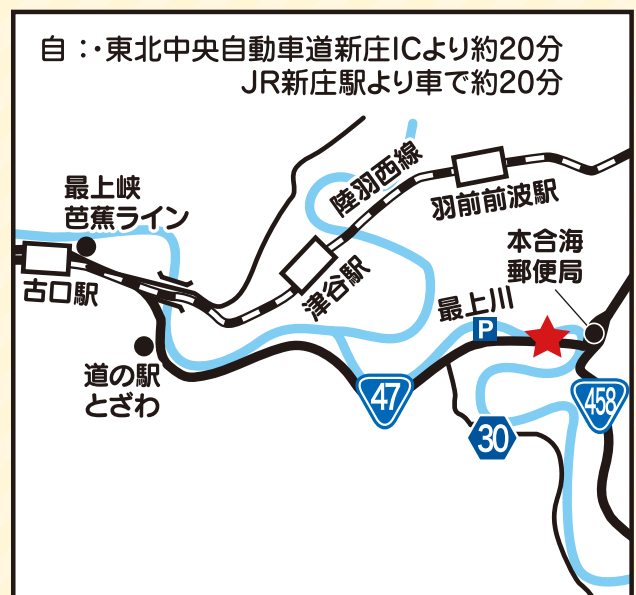 自：・東北中央自動車道新庄ICより約20分
JR新庄駅より車で約20分
陸羽西線
最上峡
芭蕉ライン
羽前前波駅
本合海
郵便局
古口駅
津谷駅
最上川
P
道の駅
とざわ
47
458
30